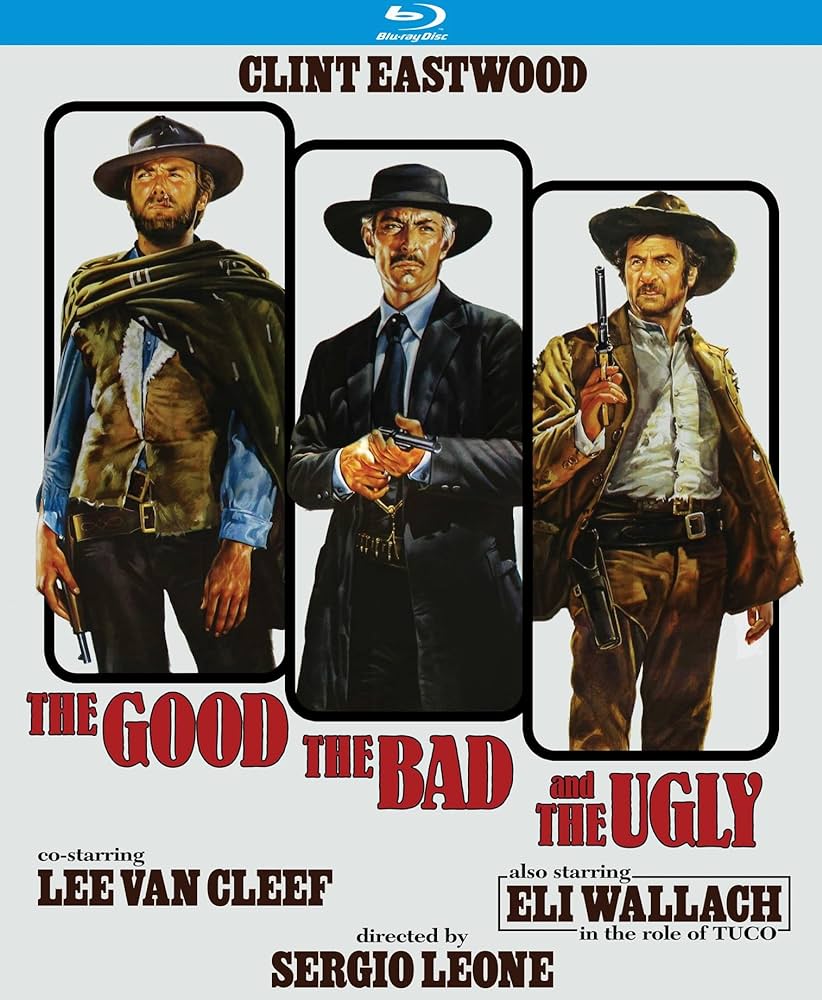 Blu-ray Disc
CLINT EASTWOOD
THE GOOD
THE BAD
and
THE UGLY
co-starring
LEE VAN CLEEF
also starring
ELI WALLACH
in the role of TUCO
directed by
SERGIO LEONE